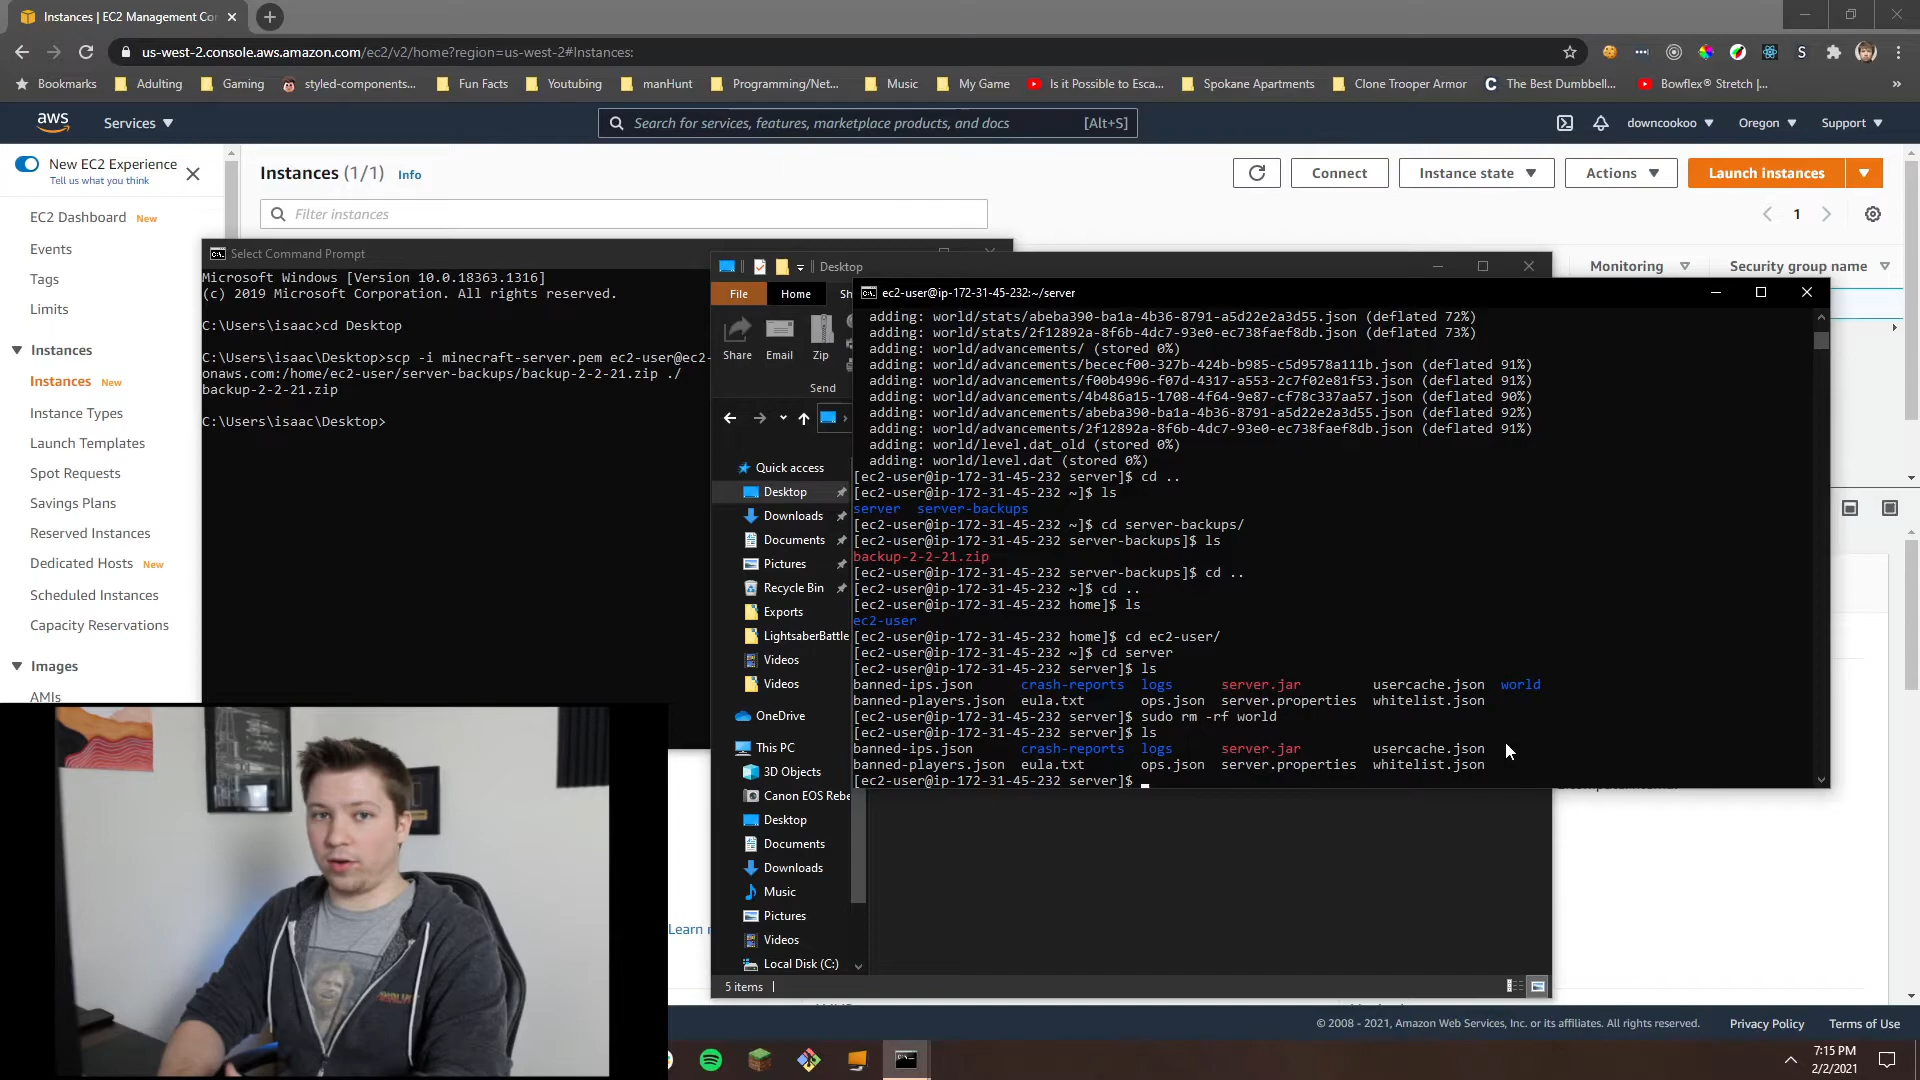 Instances | EC2 Management Co
us-west-2.console.aws.amazon.com/ec2/v2/home?region=us-west-2#Instances:
Bookmarks
Adulting
Gaming
styled-components...
Fun Facts
Youtubing
manHunt
Programming/Net...
Music
My Game
Is it Possible to Esca...
Spokane Apartments
Clone Trooper Armor
The Best Dumbbell...
Bowflex® Stretch |...
aws
Services
Search for services, features, marketplace products, and docs
[Alt+S]
downcookoo
Oregon
Support
New EC2 Experience
Tell us what you think
EC2 Dashboard New
Events
Tags
Limits
Instances
Instances New
Instance Types
Launch Templates
Spot Requests
Savings Plans
Reserved Instances
Dedicated Hosts New
Scheduled Instances
Capacity Reservations
Images
AMIs
Instances (1/1) Info
Connect
Instance state
Actions
Launch instances
Filter instances
1
Monitoring
Security group name
Select Command Prompt
Microsoft Windows [Version 10.0.18363.1316]
(c) 2019 Microsoft Corporation. All rights reserved.
C:\Users\isaac>cd Desktop
C:\Users\isaac\Desktop>scp -i minecraft-server.pem ec2-user@ec2-
onaws.com:/home/ec2-user/server-backups/backup-2-2-21.zip ./
backup-2-2-21.zip
C:\Users\isaac\Desktop>
Desktop
File
Home
Sh
Share
Email
Zip
Send
Quick access
Desktop
Downloads
Documents
Pictures
Recycle Bin
Exports
LightsaberBattle
Videos
Videos
OneDrive
This PC
3D Objects
Canon EOS Rebe
Desktop
Documents
Downloads
Music
Pictures
Videos
Local Disk (C:)
5 items
ec2-user@ip-172-31-45-232:~/server
adding: world/stats/abeba390-ba1a-4b36-8791-a5d22e2a3d55.json (deflated 72%)
adding: world/stats/2f12892a-8f6b-4dc7-93e0-ec738faef8db.json (deflated 73%)
adding: world/advancements/ (stored 0%)
adding: world/advancements/bececf00-327b-424b-b985-c5d9578a111b.json (deflated 91%)
adding: world/advancements/f00b4996-f07d-4317-a553-2c7f02e81f53.json (deflated 91%)
adding: world/advancements/4b486a15-1708-4f64-9e87-cf78c337aa57.json (deflated 90%)
adding: world/advancements/abeba390-ba1a-4b36-8791-a5d22e2a3d55.json (deflated 92%)
adding: world/advancements/2f12892a-8f6b-4dc7-93e0-ec738faef8db.json (deflated 91%)
adding: world/level.dat_old (stored 0%)
adding: world/level.dat (stored 0%)
[ec2-user@ip-172-31-45-232 server]$ cd ..
[ec2-user@ip-172-31-45-232 ~]$ ls
server server-backups
[ec2-user@ip-172-31-45-232 ~]$ cd server-backups/
[ec2-user@ip-172-31-45-232 server-backups]$ ls
backup-2-2-21.zip
[ec2-user@ip-172-31-45-232 server-backups]$ cd ..
[ec2-user@ip-172-31-45-232 ~]$ cd ..
[ec2-user@ip-172-31-45-232 home]$ ls
ec2-user
[ec2-user@ip-172-31-45-232 home]$ cd ec2-user/
[ec2-user@ip-172-31-45-232 ~]$ cd server
[ec2-user@ip-172-31-45-232 server]$ ls
banned-ips.json crash-reports logs server.jar usercache.json world
banned-players.json eula.txt ops.json server.properties whitelist.json
[ec2-user@ip-172-31-45-232 server]$ sudo rm -rf world
[ec2-user@ip-172-31-45-232 server]$ ls
banned-ips.json crash-reports logs server.jar usercache.json
banned-players.json eula.txt ops.json server.properties whitelist.json
[ec2-user@ip-172-31-45-232 server]$
Learn
© 2008 - 2021, Amazon Web Services, Inc. or its affiliates. All rights reserved.
Privacy Policy
Terms of Use
7:15 PM
2/2/2021